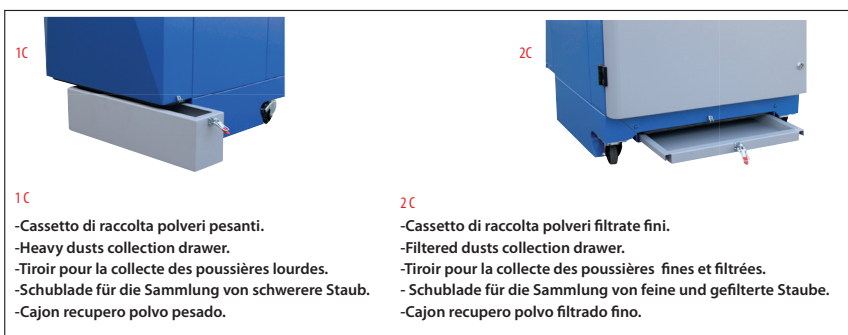 1C
2C
1 C
-Cassetto di raccolta polveri pesanti.
-Heavy dusts collection drawer.
-Tiroir pour la collecte des poussières lourdes.
-Schublade für die Sammlung von schwerere Staub.
-Cajon recupero polvo pesado.
2 C
-Cassetto di raccolta polveri filtrate fini.
-Filtered dusts collection drawer.
-Tiroir pour la collecte des poussières  fines et filtrées.
- Schublade für die Sammlung von feine und gefilterte Staube.
-Cajon recupero polvo filtrado fino.